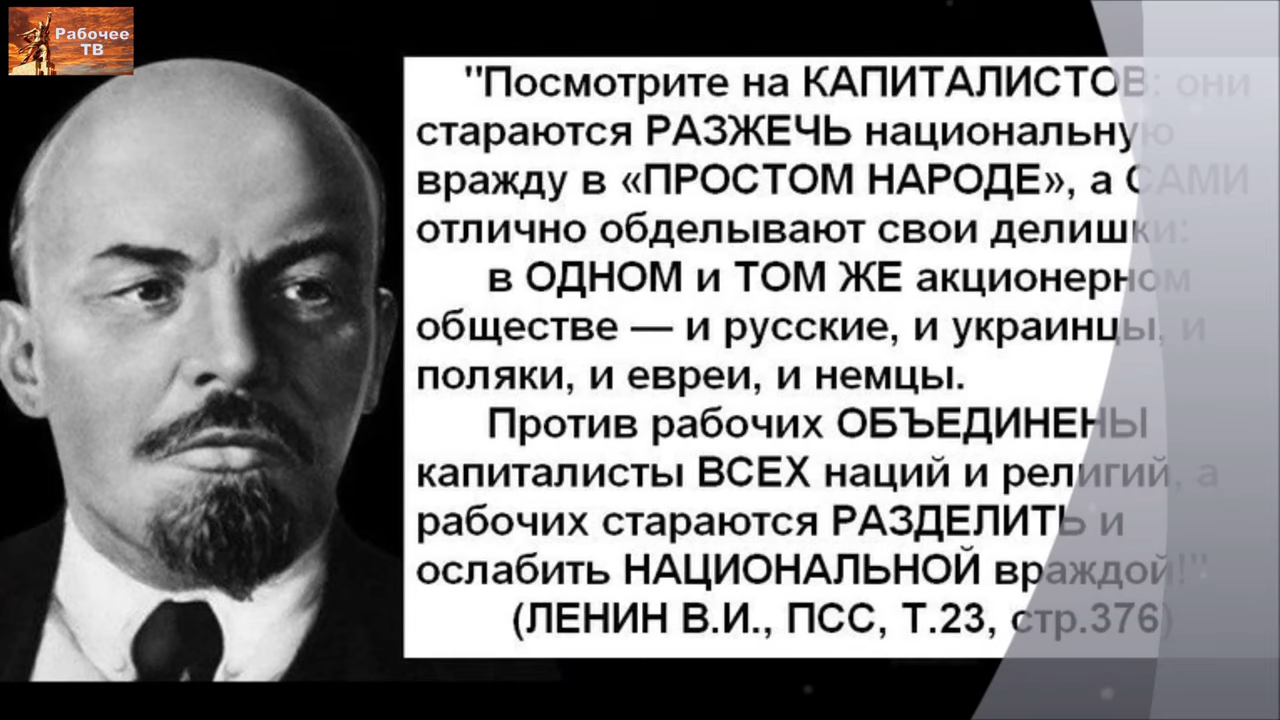 Рабочее
ТВ
"Посмотрите на КАПИТАЛИСТОВ: они
стараются РАЗЖЕЧЬ национальную
вражду в «ПРОСТОМ НАРОДЕ», а САМИ
отлично обделывают свои делишки:
в ОДНОМ и ТОМ ЖЕ акционерном
обществе — и русские, и украинцы, и
поляки, и евреи, и немцы.
Против рабочих ОБЪЕДИНЕНЫ
капиталисты ВСЕХ наций и религий, а
рабочих стараются РАЗДЕЛИТЬ и
ослабить НАЦИОНАЛЬНОЙ враждой!"
(ЛЕНИН В.И., ПСС, Т.23, стр.376)